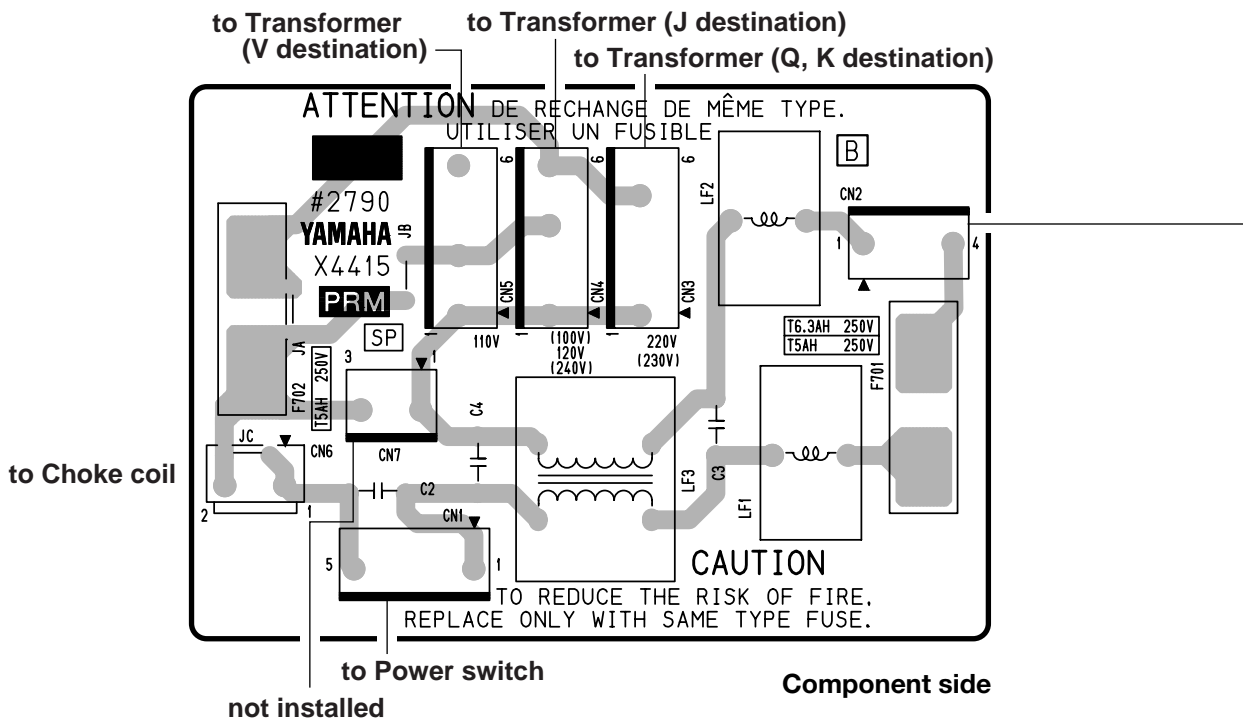 to Transformer
(V destination)
to Transformer (J destination)
to Transformer (Q, K destination)
ATTENTION DE RECHANGE DE MÊME TYPE.
UTILISER UN FUSIBLE
B
#2790
YAMAHA
X4415
PRM
SP
JB
6
6
6
LF2
CN2
1
4
CN5
CN4
CN3
1
1
1
110V
(100V)
120V
(240V)
220V
(230V)
T6.3AH 250V
T5AH 250V
F701
JA
F702
T5AH 250V
3
1
CN7
C4
JC
CN6
to Choke coil
2
1
C2
CN1
5
1
LF3
C3
LF1
CAUTION
TO REDUCE THE RISK OF FIRE,
REPLACE ONLY WITH SAME TYPE FUSE.
to Power switch
not installed
Component side